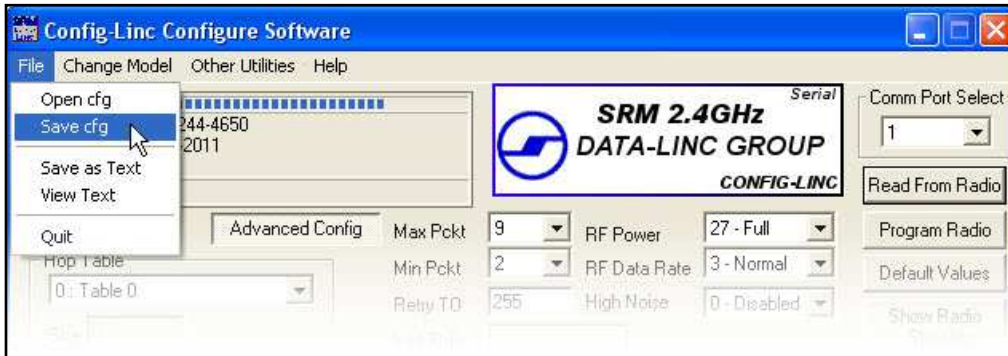 Config-Linc Configure Software
File Change Model Other Utilities Help
Open cfg
Save cfg
Save as Text
View Text
Quit
244-4650
-2011
Serial
SRM 2.4GHz
DATA-LINC GROUP
CONFIG-LINC
Comm Port Select
1
Read From Radio
Advanced Config
Max Pckt 9
RF Power 27 - Full
Program Radio
Hop Table
0 : Table 0
Min Pckt 2
RF Data Rate 3 - Normal
Default Values
Retry TO 255
High Noise 0 - Disabled
Show Radio